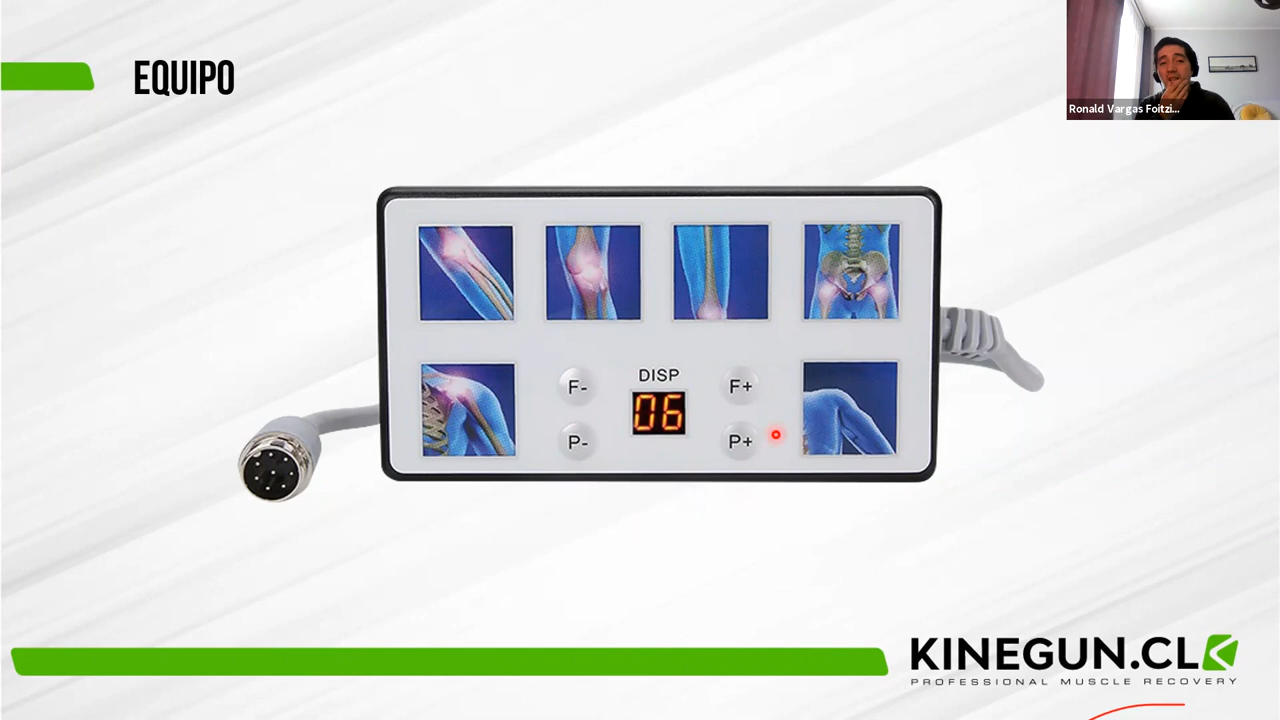 EQUIPO
Ronald Vargas Foitzi...
DISP
F-
F+
06
P-
P+
KINEGUN.CL
PROFESSIONAL MUSCLE RECOVERY